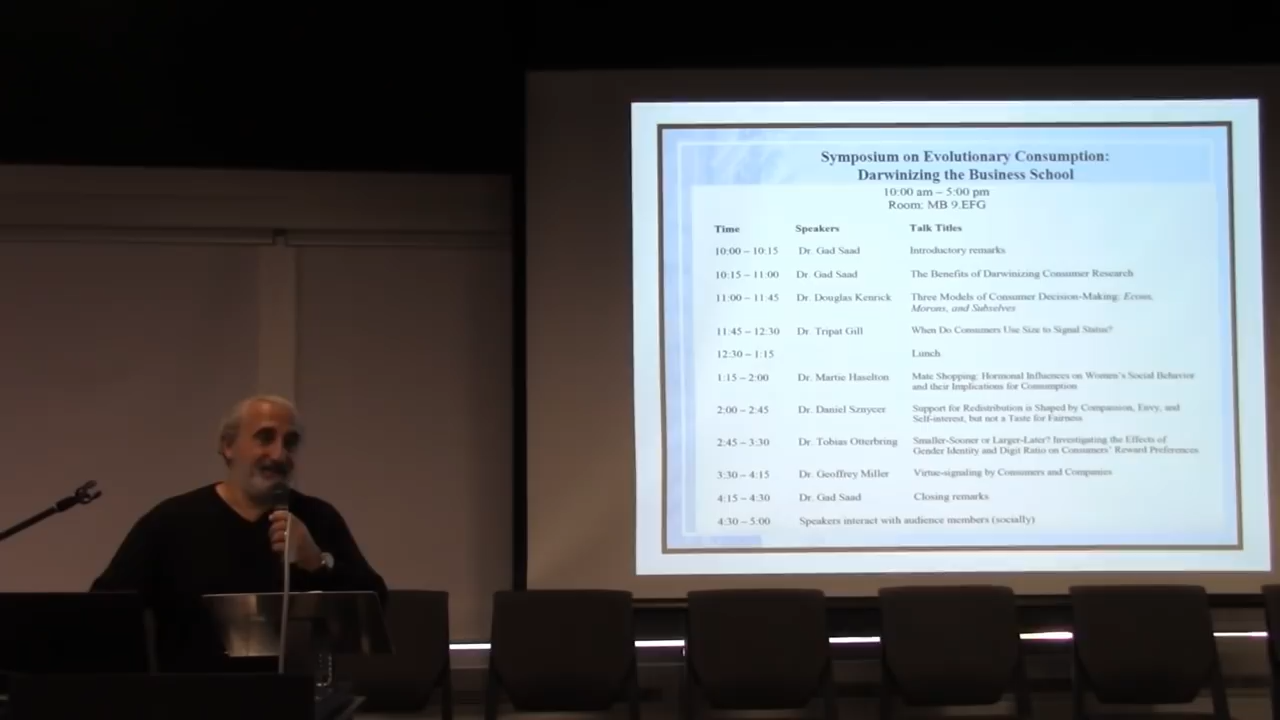 Symposium on Evolutionary Consumption:
Darwinizing the Business School
10:00 am – 5:00 pm
Room: MB 9.EFG
Time Speakers Talk Titles
10:00 – 10:15 Dr. Gad Saad Introductory remarks
10:15 – 11:00 Dr. Gad Saad The Benefits of Darwinizing Consumer Research
11:00 – 11:45 Dr. Douglas Kenrick Three Models of Consumer Decision-Making: Econs,
Morons, and Subselves
11:45 – 12:30 Dr. Tripat Gill When Do Consumers Use Size to Signal Status?
12:30 – 1:15 Lunch
1:15 – 2:00 Dr. Martie Haselton Mate Shopping: Hormonal Influences on Women's Social Behavior
and their Implications for Consumption
2:00 – 2:45 Dr. Daniel Sznycer Support for Redistribution is Shaped by Compassion, Envy, and
Self-interest, but not a Taste for Fairness
2:45 – 3:30 Dr. Tobias Otterbring Smaller-Sooner or Larger-Later? Investigating the Effects of
Gender Identity and Digit Ratio on Consumers' Reward Preferences
3:30 – 4:15 Dr. Geoffrey Miller Virtue-signaling by Consumers and Companies
4:15 – 4:30 Dr. Gad Saad Closing remarks
4:30 – 5:00 Speakers interact with audience members (socially)